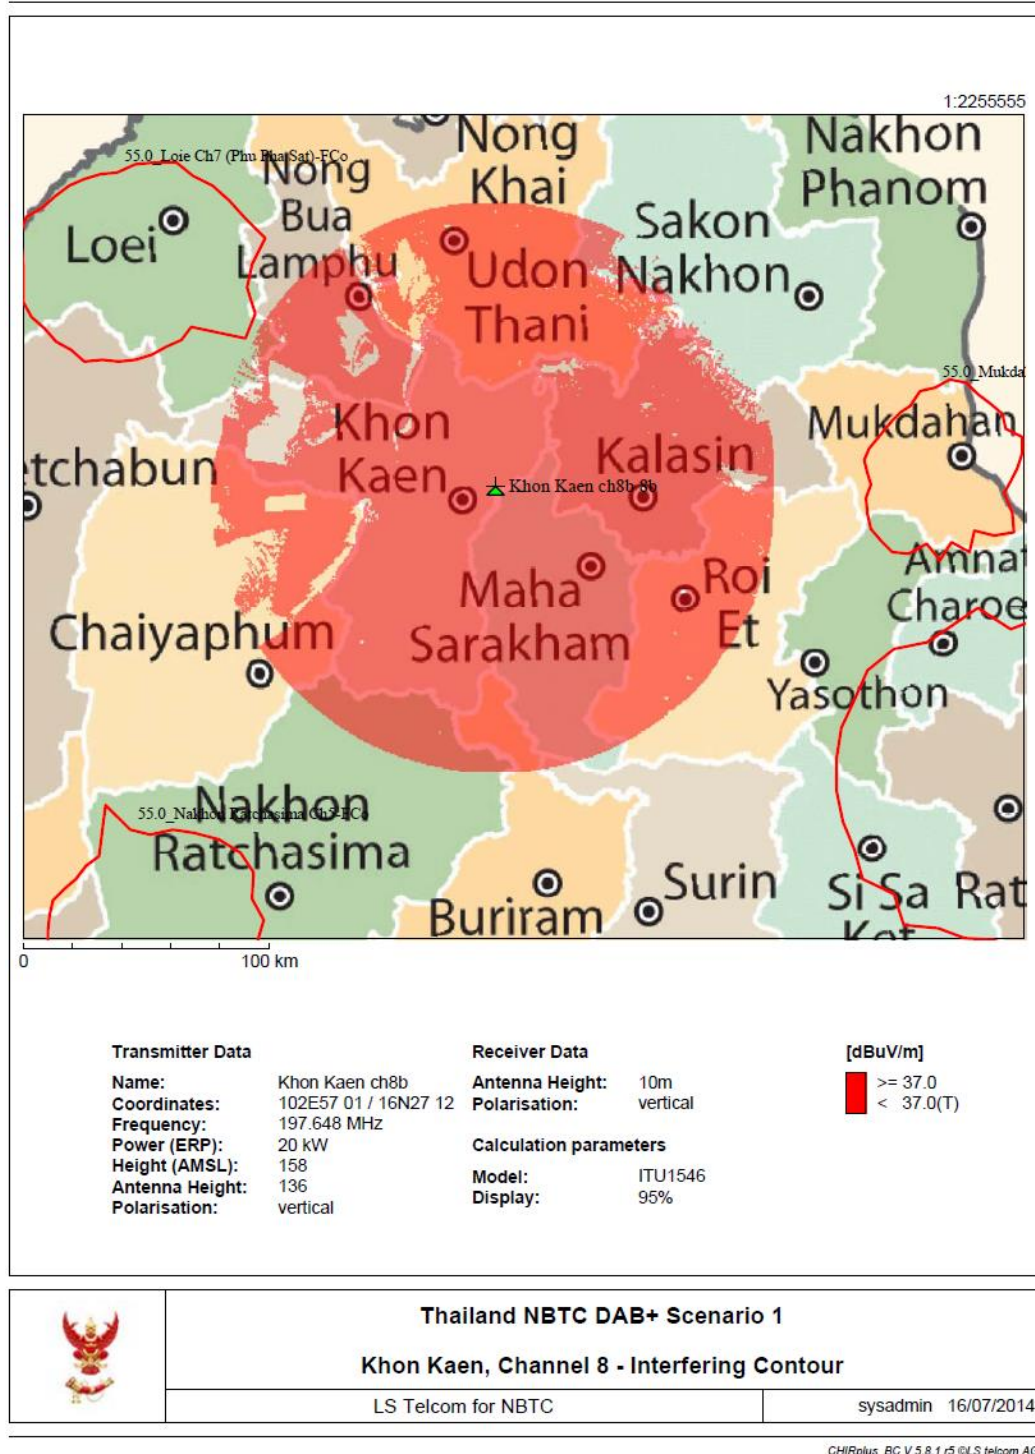 1:2255555
Nong
Khai
Nakhon
Phanom
55.0_Loie Ch7 (Phu Pha Sat)-FCo
Nong
Bua
Lamphu
Loei
Sakon
Nakhon
Udon
Thani
55.0_Mukda
Mukdahan
Khon
Kaen
Kalasin
etchabun
Khon Kaen ch8b 8b
Amnat
Charoe
Maha
Sarakham
Roi
Et
Chaiyaphum
Yasothon
Nakhon
55.0_Nakhon Ratchasima Ch5-FCo
Ratchasima
Buriram
Surin
Si Sa
Rat
Ket
0
100 km
Transmitter Data
Name: Khon Kaen ch8b
Coordinates: 102E57 01 / 16N27 12
Frequency: 197.648 MHz
Power (ERP): 20 kW
Height (AMSL): 158
Antenna Height: 136
Polarisation: vertical
Receiver Data
Antenna Height: 10m
Polarisation: vertical
Calculation parameters
Model: ITU1546
Display: 95%
[dBuV/m]
>= 37.0
< 37.0(T)
Thailand NBTC DAB+ Scenario 1
Khon Kaen, Channel 8 - Interfering Contour
LS Telcom for NBTC
sysadmin 16/07/2014
CHIRplus_BC V 5.8.1 r5 ©LS telcom AG